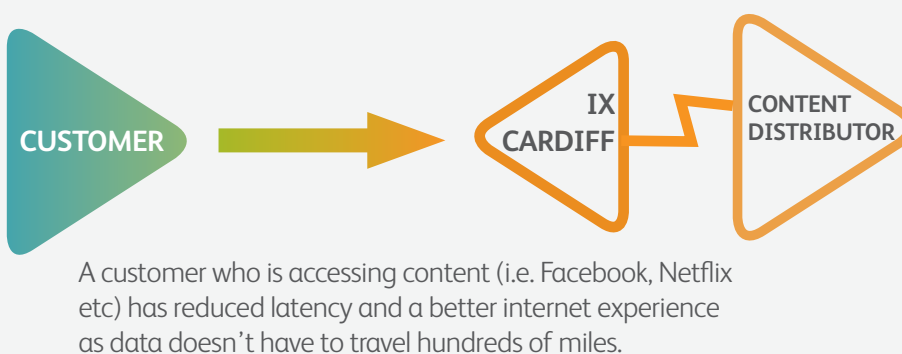 CUSTOMER
IX
CARDIFF
CONTENT
DISTRIBUTOR
A customer who is accessing content (i.e. Facebook, Netflix
etc) has reduced latency and a better internet experience
as data doesn’t have to travel hundreds of miles.